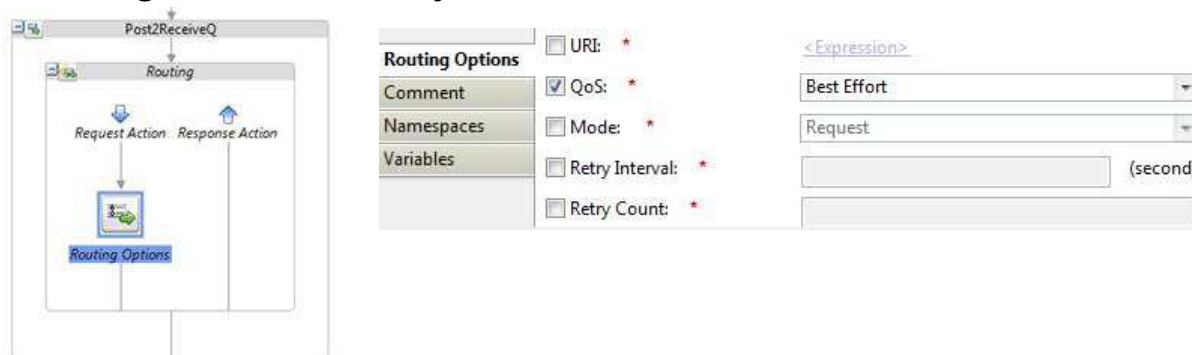 Post2ReceiveQ
Routing
Request Action Response Action
Routing Options
Routing Options
Comment
Namespaces
Variables
URI: * <Expression>
QoS: * Best Effort
Mode: * Request
Retry Interval: * (second
Retry Count: *